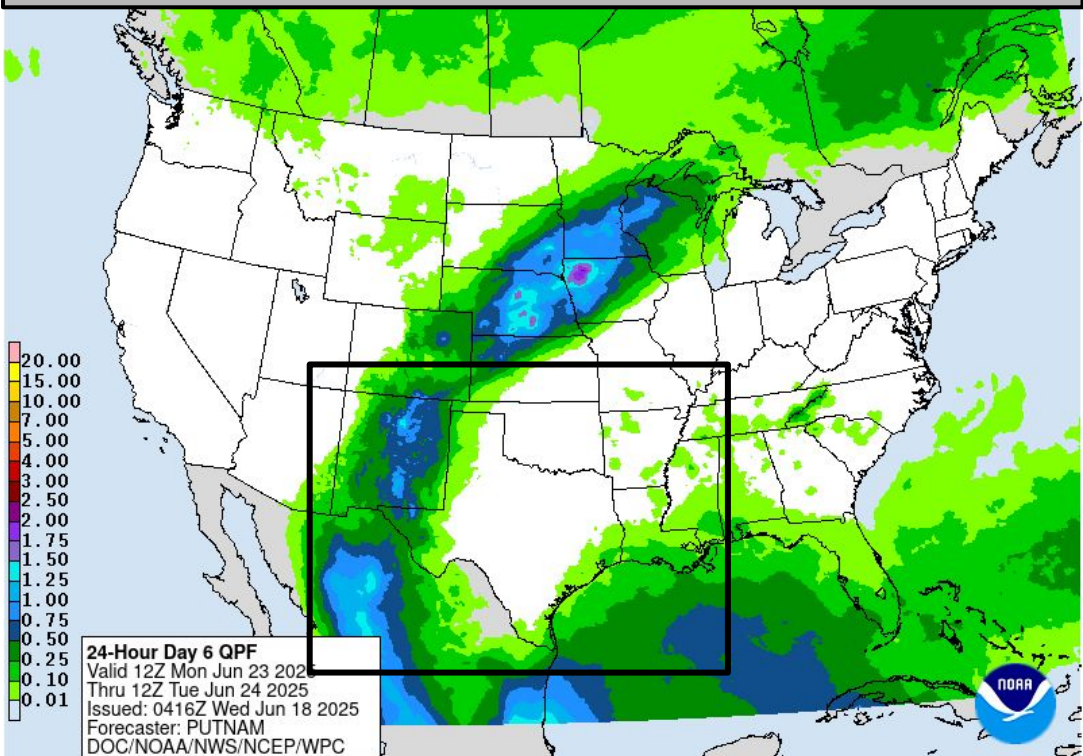 20.00
15.00
10.00
7.00
5.00
4.00
3.00
2.50
2.00
1.75
1.50
1.25
1.00
0.75
0.50
0.25
0.10
0.01
24-Hour Day 6 QPF
Valid 12Z Mon Jun 23 2025
Thru 12Z Tue Jun 24 2025
Issued: 0416Z Wed Jun 18 2025
Forecaster: PUTNAM
DOC/NOAA/NWS/NCEP/WPC
NOAA